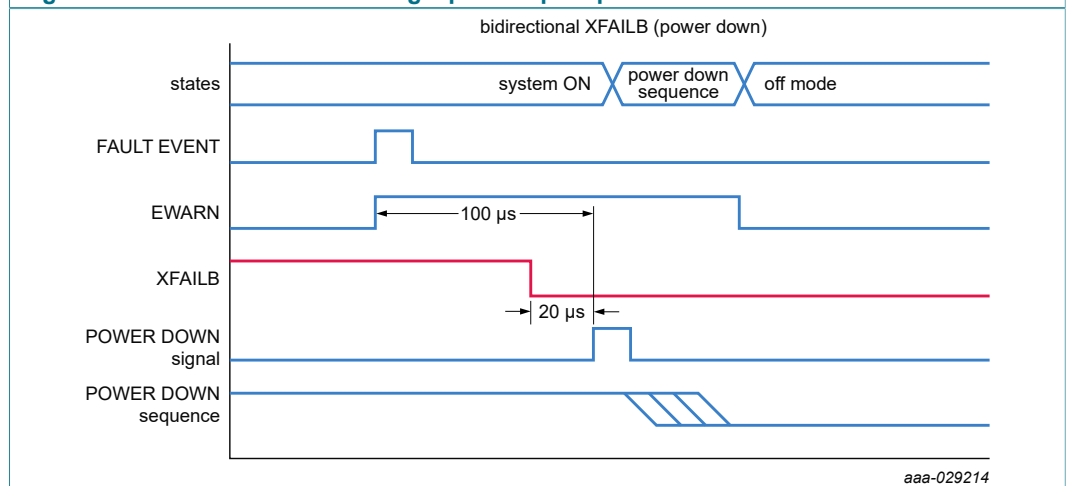 bidirectional XFAILB (power down)
states
system ON
power down
sequence
off mode
FAULT EVENT
EWARN
100 µs
XFAILB
20 µs
POWER DOWN
signal
POWER DOWN
sequence
aaa-029214